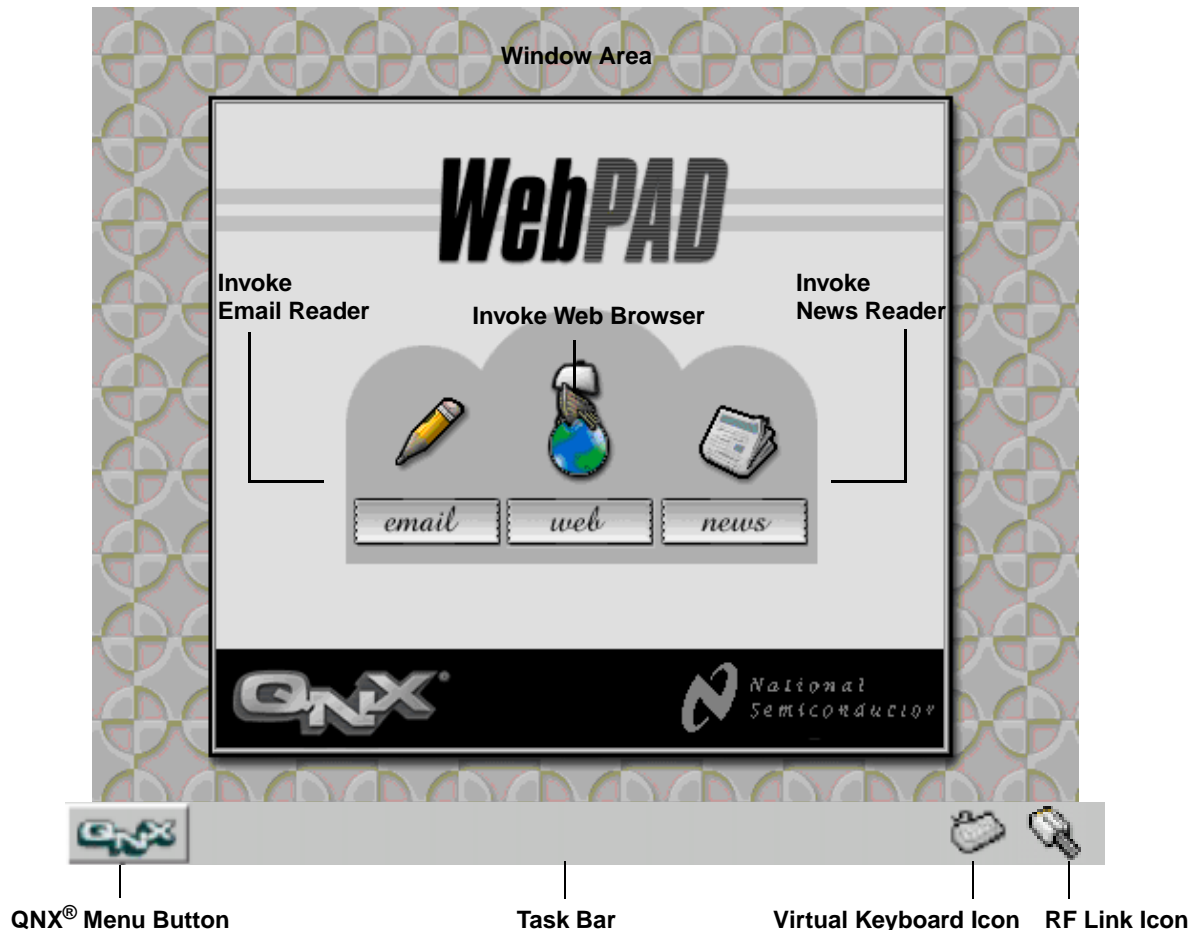 Window Area
WebPAD
Invoke
Email Reader
Invoke Web Browser
Invoke
News Reader
email
web
news
QNX®
National
Semiconductor
QNX
QNX® Menu Button
Task Bar
Virtual Keyboard Icon
RF Link Icon